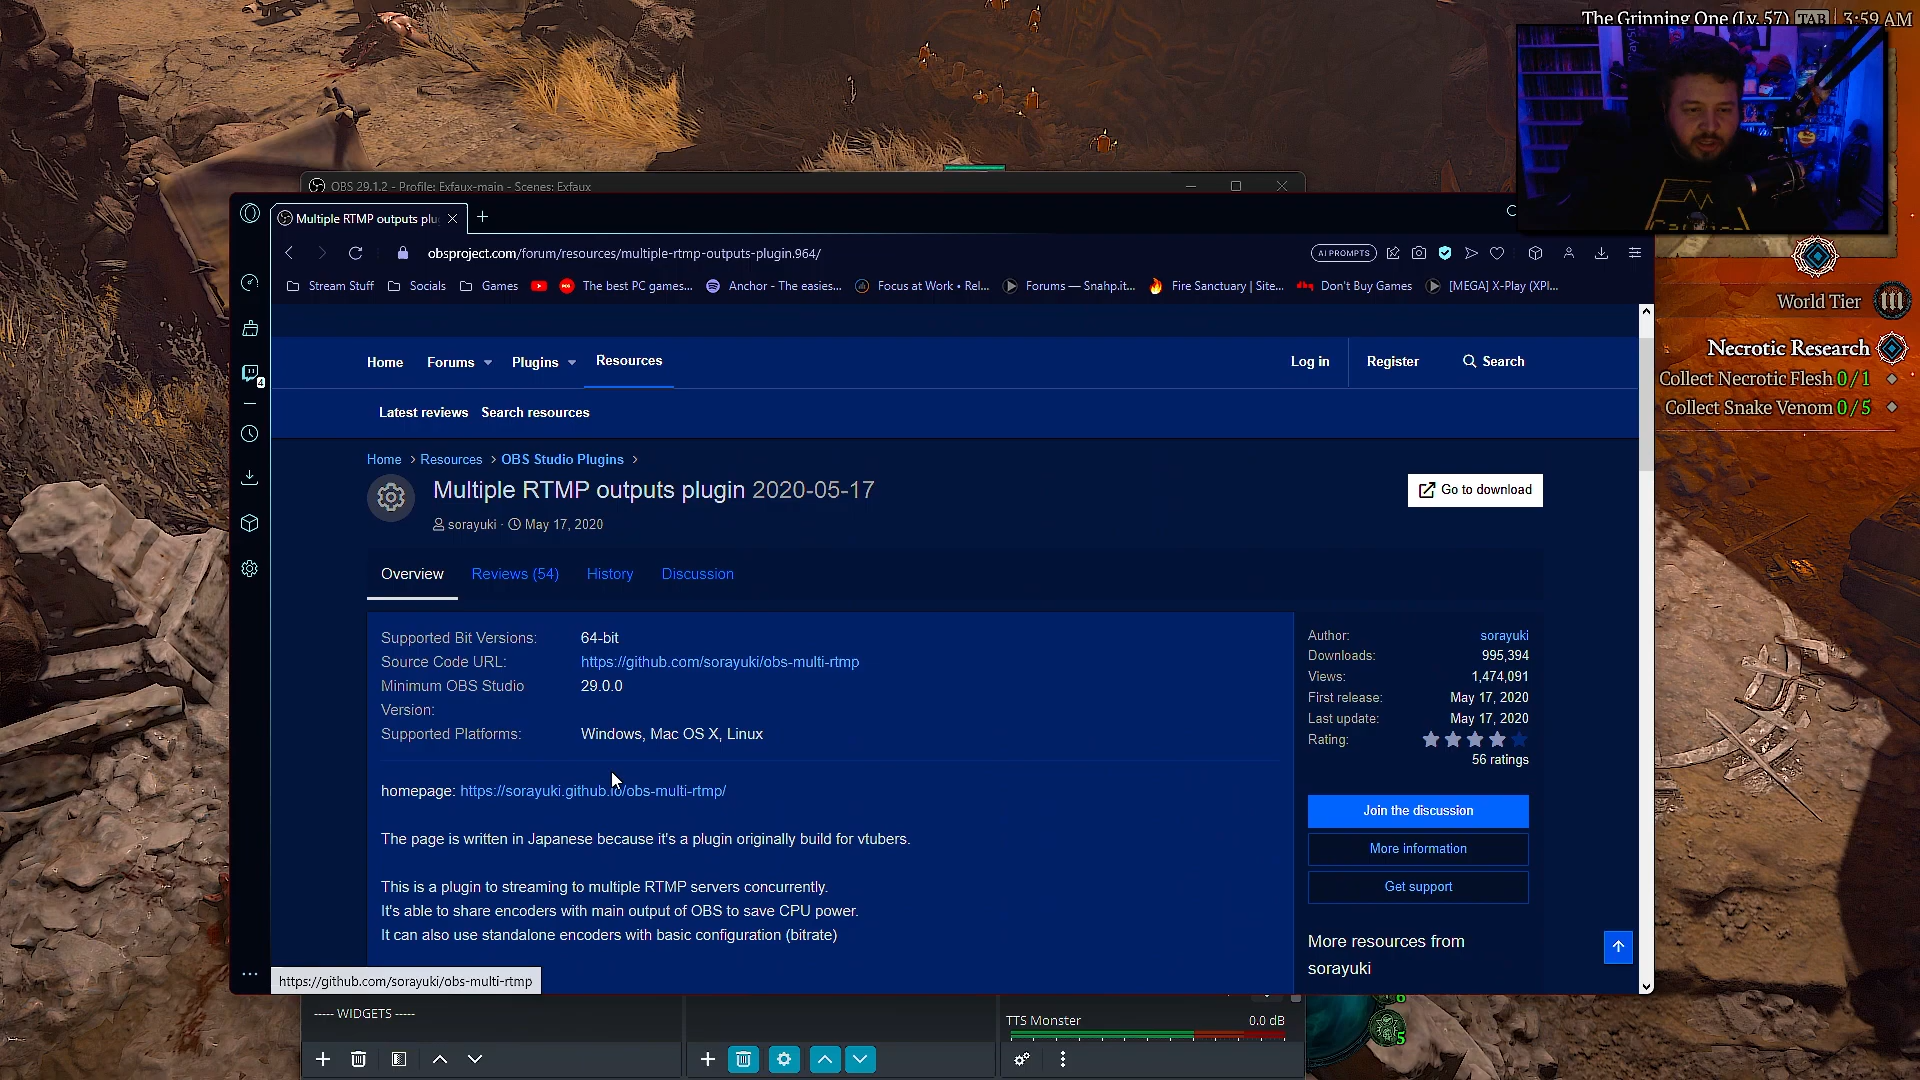 The Grinning One (Lv. 57) TAB 3:59 AM
OBS 29.1.2 - Profile: Exfaux-main - Scenes: Exfaux
Multiple RTMP outputs plu
obsproject.com/forum/resources/multiple-rtmp-outputs-plugin.964/
AI PROMPTS
Stream Stuff
Socials
Games
The best PC games...
Anchor - The easies...
Focus at Work • Rel...
Forums — Snahp.it...
Fire Sanctuary | Site...
Don't Buy Games
[MEGA] X-Play (XPl...
World Tier III
Necrotic Research
Collect Necrotic Flesh 0/1
Collect Snake Venom 0/5
4
Home
Forums
Plugins
Resources
Log in
Register
Search
Latest reviews
Search resources
Home > Resources > OBS Studio Plugins >
Multiple RTMP outputs plugin 2020-05-17
sorayuki · May 17, 2020
Go to download
Overview
Reviews (54)
History
Discussion
Supported Bit Versions: 64-bit
Source Code URL: https://github.com/sorayuki/obs-multi-rtmp
Minimum OBS Studio 29.0.0
Version:
Supported Platforms: Windows, Mac OS X, Linux
homepage: https://sorayuki.github.io/obs-multi-rtmp/
The page is written in Japanese because it's a plugin originally build for vtubers.
This is a plugin to streaming to multiple RTMP servers concurrently.
It's able to share encoders with main output of OBS to save CPU power.
It can also use standalone encoders with basic configuration (bitrate)
Author: sorayuki
Downloads: 995,394
Views: 1,474,091
First release: May 17, 2020
Last update: May 17, 2020
Rating:
56 ratings
Join the discussion
More information
Get support
More resources from
sorayuki
https://github.com/sorayuki/obs-multi-rtmp
----- WIDGETS -----
TTS Monster 0.0 dB
6
5